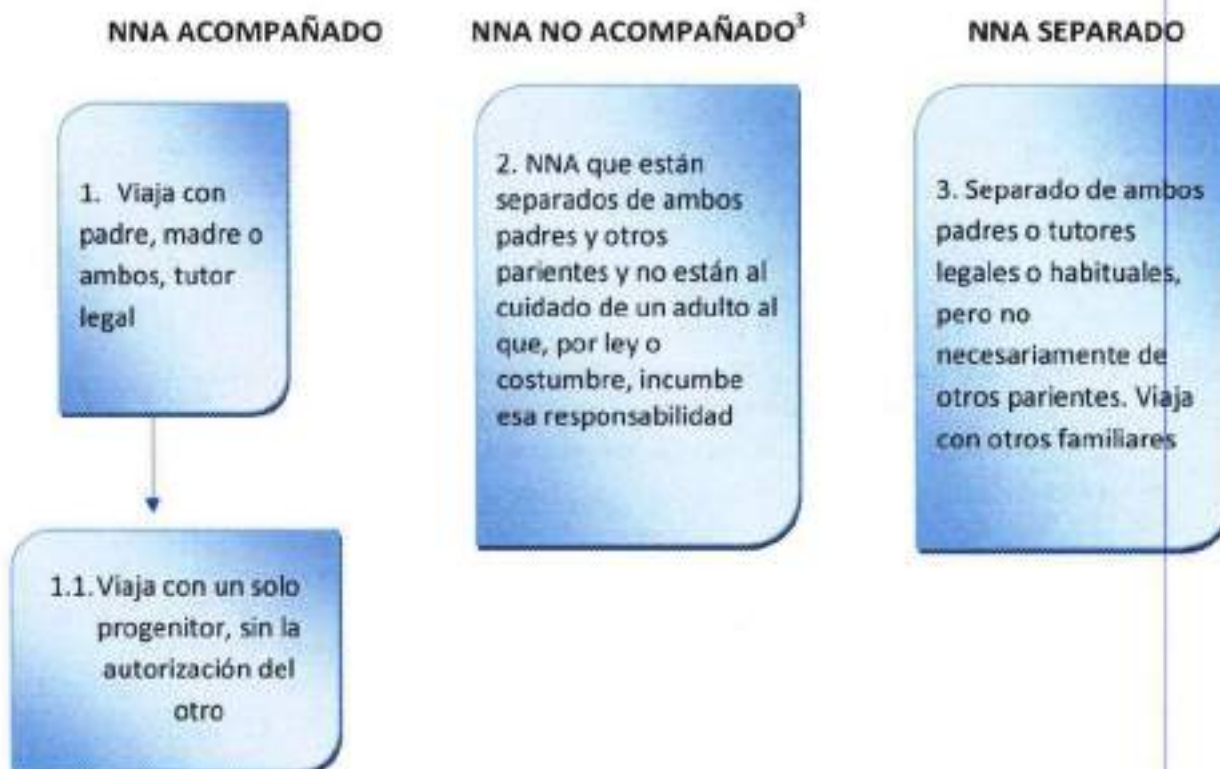 NNA ACOMPAÑADO
NNA NO ACOMPAÑADO³
NNA SEPARADO
1. Viaja con
padre, madre o
ambos, tutor
legal
2. NNA que están
separados de ambos
padres y otros
parientes y no están al
cuidado de un adulto al
que, por ley o
costumbre, incumbe
esa responsabilidad
3. Separado de ambos
padres o tutores
legales o habituales,
pero no
necesariamente de
otros parientes. Viaja
con otros familiares
1.1. Viaja con un solo
progenitor, sin la
autorización del
otro